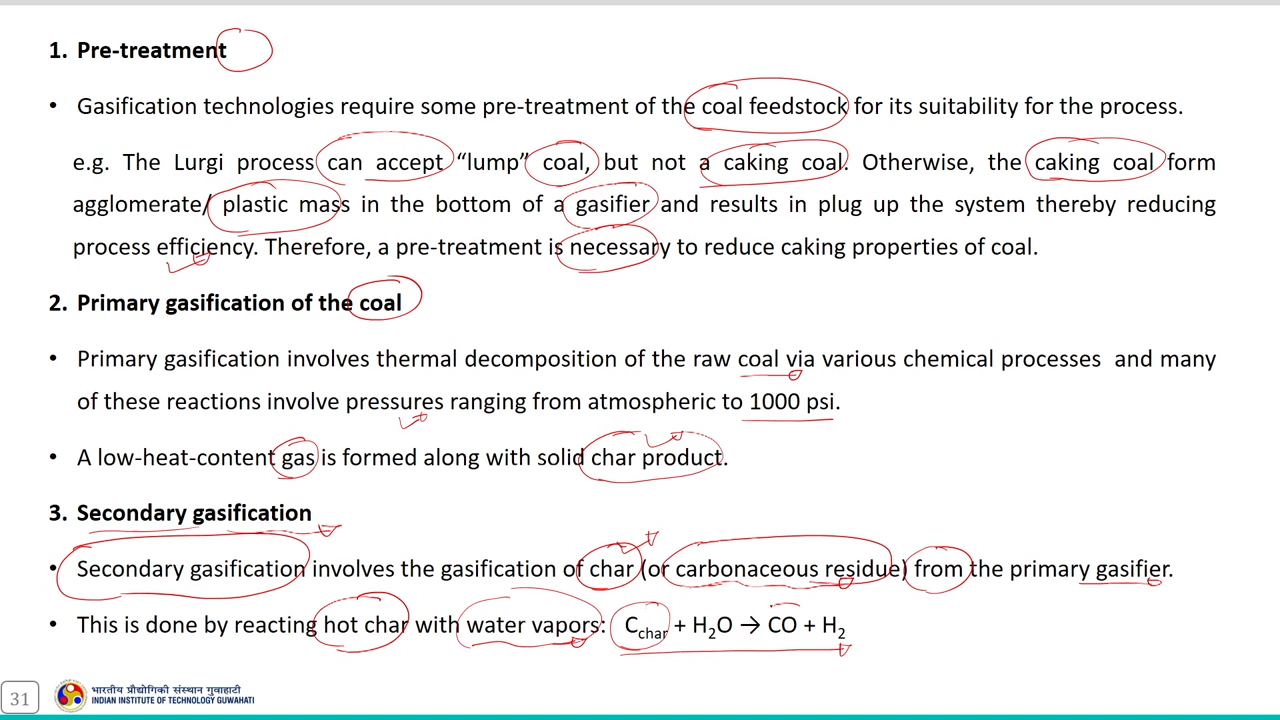 1. Pre-treatment
• Gasification technologies require some pre-treatment of the coal feedstock for its suitability for the process.
e.g. The Lurgi process can accept “lump” coal, but not a caking coal. Otherwise, the caking coal form
agglomerate/ plastic mass in the bottom of a gasifier and results in plug up the system thereby reducing
process efficiency. Therefore, a pre-treatment is necessary to reduce caking properties of coal.
2. Primary gasification of the coal
• Primary gasification involves thermal decomposition of the raw coal via various chemical processes and many
of these reactions involve pressures ranging from atmospheric to 1000 psi.
• A low-heat-content gas is formed along with solid char product.
3. Secondary gasification
• Secondary gasification involves the gasification of char (or carbonaceous residue) from the primary gasifier.
• This is done by reacting hot char with water vapors: C_char + H₂O → CO + H₂
31
भारतीय प्रौद्योगिकी संस्थान गुवाहाटी
INDIAN INSTITUTE OF TECHNOLOGY GUWAHATI